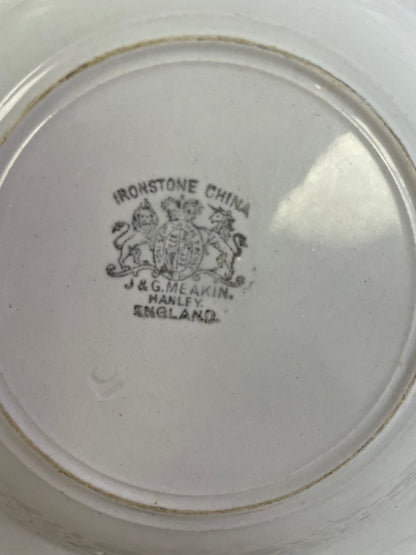 IRONSTONE CHINA
J & G. MEAKIN.
HANLEY.
ENGLAND.